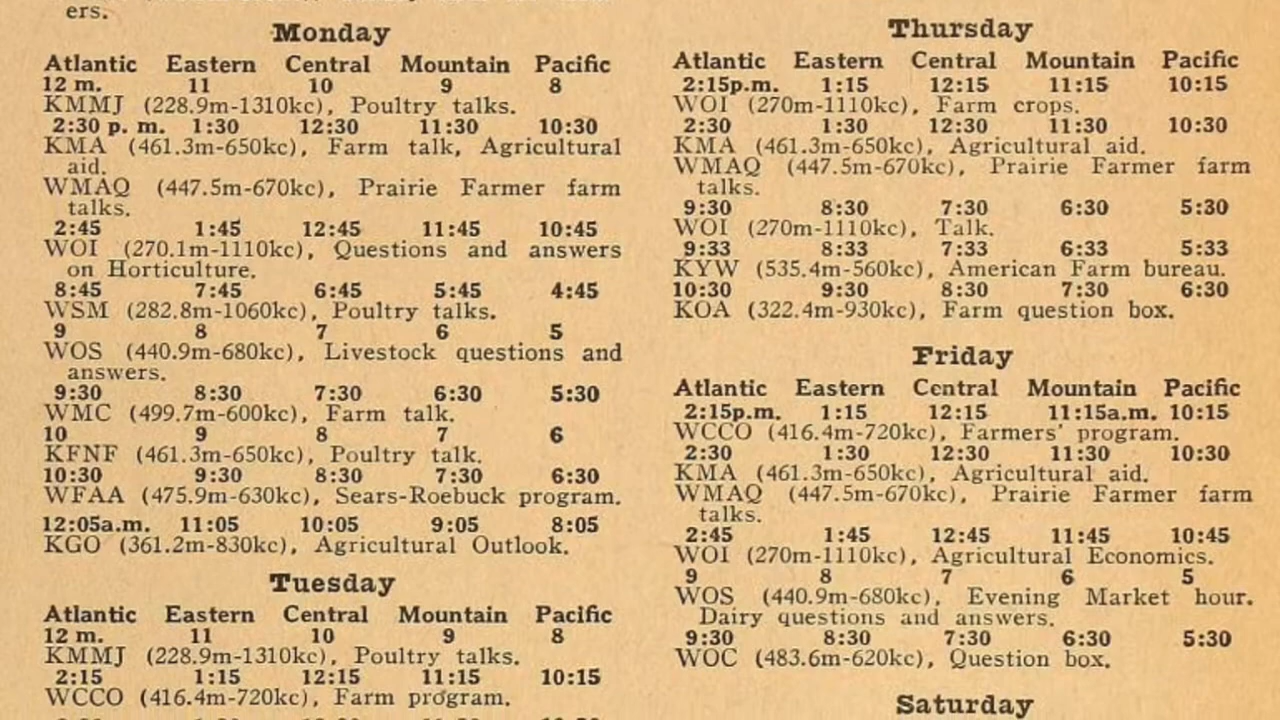 ers.
Monday
Atlantic Eastern Central Mountain Pacific
12 m. 11 10 9 8
KMMJ (228.9m-1310kc), Poultry talks.
2:30 p. m. 1:30 12:30 11:30 10:30
KMA (461.3m-650kc), Farm talk, Agricultural
aid.
WMAQ (447.5m-670kc), Prairie Farmer farm
talks.
2:45 1:45 12:45 11:45 10:45
WOI (270.1m-1110kc), Questions and answers
on Horticulture.
8:45 7:45 6:45 5:45 4:45
WSM (282.8m-1060kc), Poultry talks.
9 8 7 6 5
WOS (440.9m-680kc), Livestock questions and
answers.
9:30 8:30 7:30 6:30 5:30
WMC (499.7m-600kc), Farm talk.
10 9 8 7 6
KFNF (461.3m-650kc), Poultry talk.
10:30 9:30 8:30 7:30 6:30
WFAA (475.9m-630kc), Sears-Roebuck program.
12:05a.m. 11:05 10:05 9:05 8:05
KGO (361.2m-830kc), Agricultural Outlook.
Tuesday
Atlantic Eastern Central Mountain Pacific
12 m. 11 10 9 8
KMMJ (228.9m-1310kc), Poultry talks.
2:15 1:15 12:15 11:15 10:15
WCCO (416.4m-720kc), Farm program.
Thursday
Atlantic Eastern Central Mountain Pacific
2:15p.m. 1:15 12:15 11:15 10:15
WOI (270m-1110kc), Farm crops.
2:30 1:30 12:30 11:30 10:30
KMA (461.3m-650kc), Agricultural aid.
WMAQ (447.5m-670kc), Prairie Farmer farm
talks.
9:30 8:30 7:30 6:30 5:30
WOI (270m-1110kc), Talk.
9:33 8:33 7:33 6:33 5:33
KYW (535.4m-560kc), American Farm bureau.
10:30 9:30 8:30 7:30 6:30
KOA (322.4m-930kc), Farm question box.
Friday
Atlantic Eastern Central Mountain Pacific
2:15p.m. 1:15 12:15 11:15a.m. 10:15
WCCO (416.4m-720kc), Farmers' program.
2:30 1:30 12:30 11:30 10:30
KMA (461.3m-650kc), Agricultural aid.
WMAQ (447.5m-670kc), Prairie Farmer farm
talks.
2:45 1:45 12:45 11:45 10:45
WOI (270m-1110kc), Agricultural Economics.
9 8 7 6 5
WOS (440.9m-680kc), Evening Market hour.
Dairy questions and answers.
9:30 8:30 7:30 6:30 5:30
WOC (483.6m-620kc), Question box.
Saturday